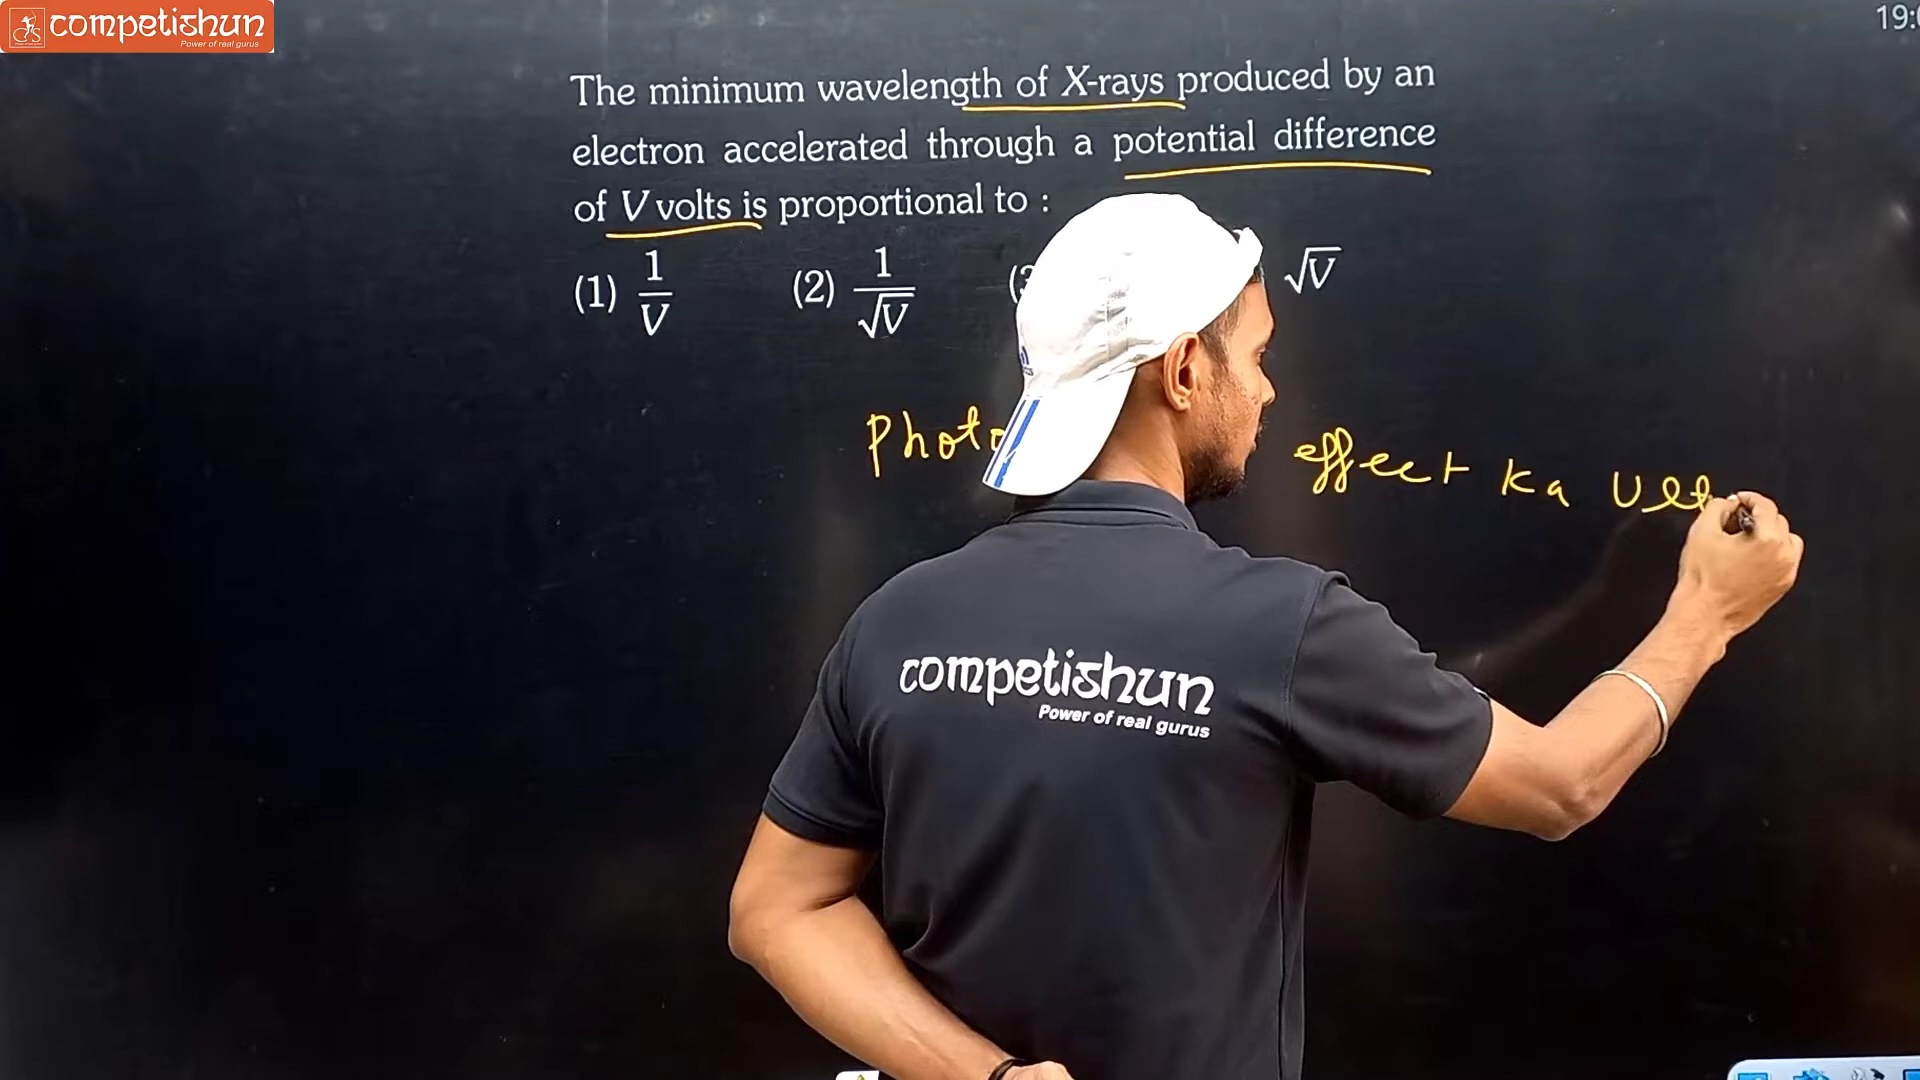 competishun
Power of real gurus
19:
The minimum wavelength of X-rays produced by an
electron accelerated through a potential difference
of V volts is proportional to :
(1) 1/V (2) 1/√V (3 √V
effect Ka
competishun
Power of real gurus